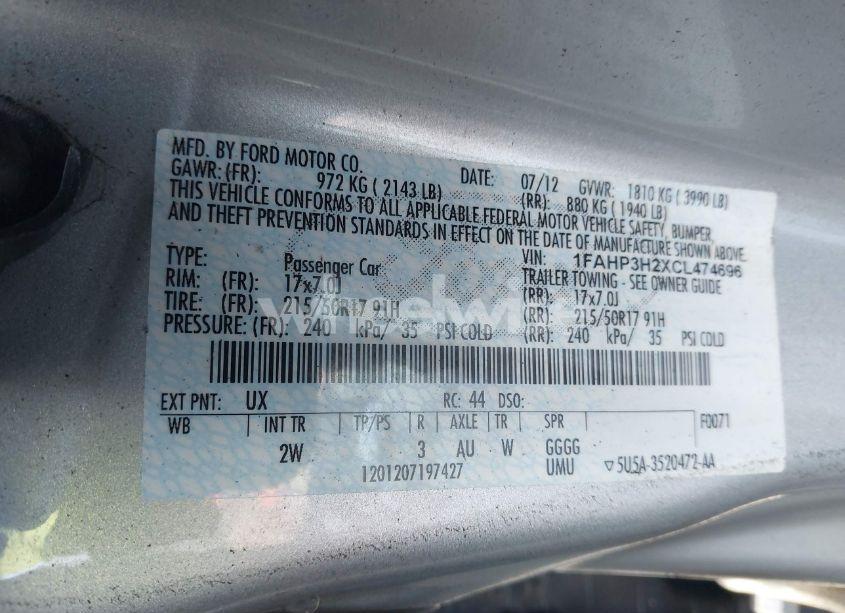 MFD. BY FORD MOTOR CO.
DATE: 07/12 GVWR: 1810 KG ( 3990 LB)
GAWR: (FR): 972 KG ( 2143 LB) (RR): 880 KG ( 1940 LB)
THIS VEHICLE CONFORMS TO ALL APPLICABLE FEDERAL MOTOR VEHICLE SAFETY, BUMPER,
AND THEFT PREVENTION STANDARDS IN EFFECT ON THE DATE OF MANUFACTURE SHOWN ABOVE.
VIN: 1FAHP3H2XCL474696
TYPE: Passenger Car TRAILER TOWING - SEE OWNER GUIDE
RIM: (FR): 17x7.0J (RR): 17x7.0J
TIRE: (FR): 215/50R17 91H (RR): 215/50R17 91H
PRESSURE: (FR): 240 kPa/ 35 PSI COLD (RR): 240 kPa/ 35 PSI COLD
EXT PNT: UX RC: 44 DSO:
WB INT TR TP/PS R AXLE TR SPR F0071
2W 3 AU W GGGG
1201207197427 UMU ▽5U5A-3520472-AA